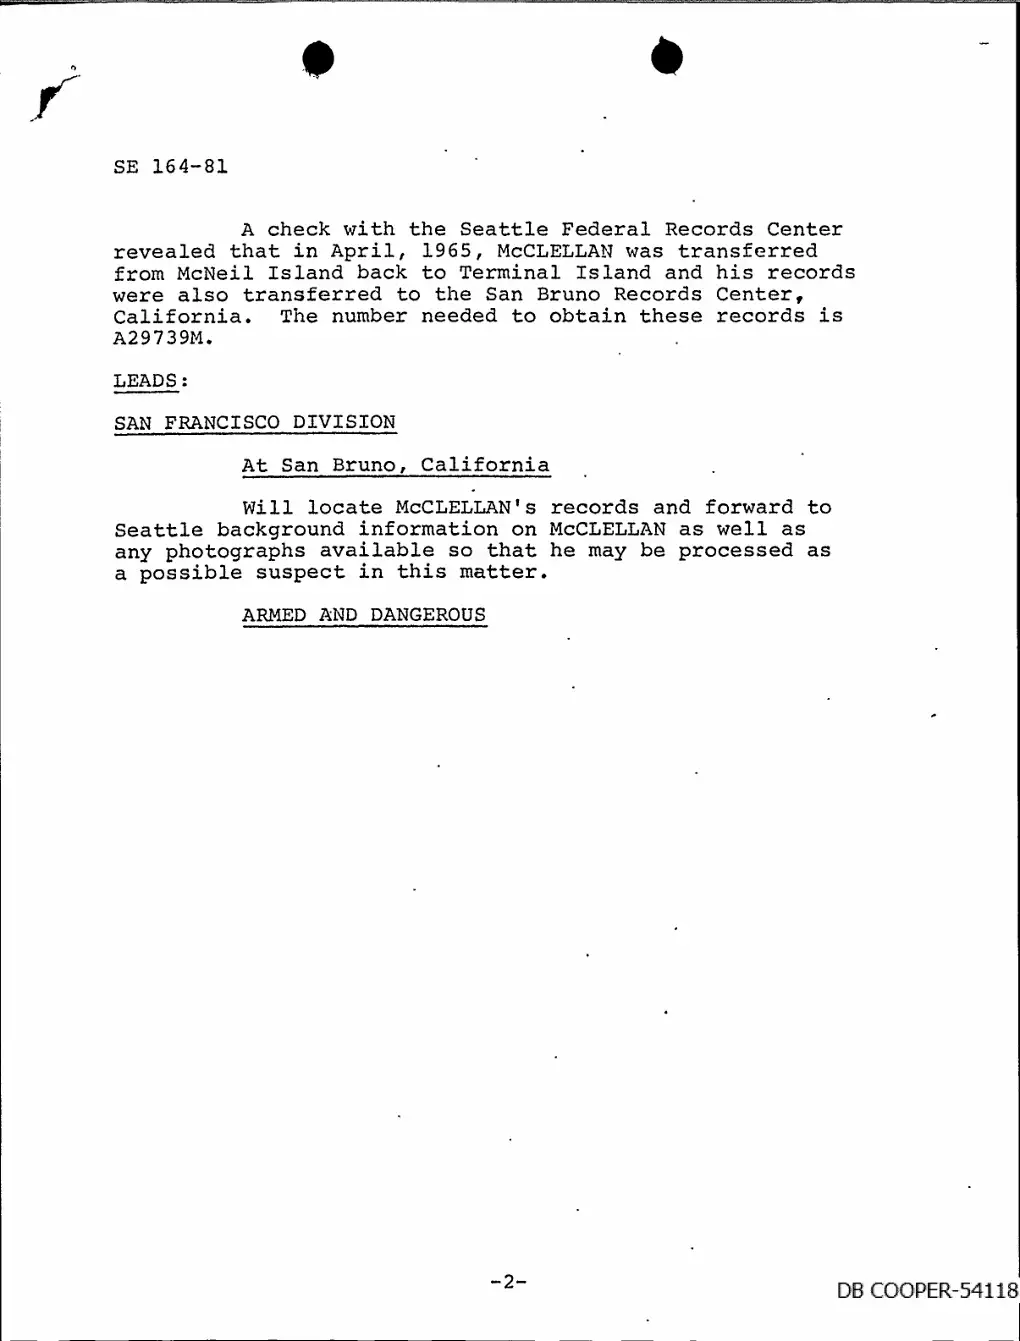 SE 164-81
A check with the Seattle Federal Records Center
revealed that in April, 1965, McCLELLAN was transferred
from McNeil Island back to Terminal Island and his records
were also transferred to the San Bruno Records Center,
California. The number needed to obtain these records is
A29739M.
LEADS:
SAN FRANCISCO DIVISION
At San Bruno, California
Will locate McCLELLAN's records and forward to
Seattle background information on McCLELLAN as well as
any photographs available so that he may be processed as
a possible suspect in this matter.
ARMED AND DANGEROUS
-2-
DB COOPER-54118